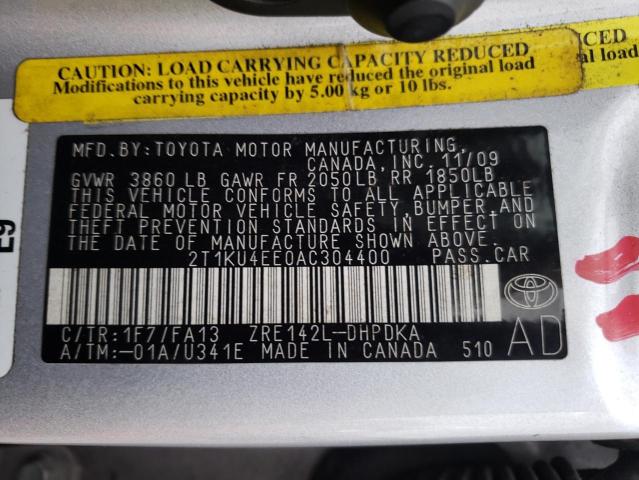 CAUTION: LOAD CARRYING CAPACITY REDUCED
Modifications to this vehicle have reduced the original load
carrying capacity by 5.00 kg or 10 lbs.
UCED
al load
MFD.BY:TOYOTA MOTOR MANUFACTURING,
CANADA,INC.11/09
GVWR 3860 LB GAWR FR 2050LB,RR 1850LB
THIS VEHICLE CONFORMS TO ALL APPLICABLE
FEDERAL MOTOR VEHICLE SAFETY,BUMPER,AND
THEFT PREVENTION STANDARDS IN EFFECT ON
THE DATE OF MANUFACTURE SHOWN ABOVE.
2T1KU4EE0AC304400 PASS.CAR
C/TR:1F7/FA13 ZRE142L-DHPDKA
A/TM:-01A/U341E MADE IN CANADA 510
AD